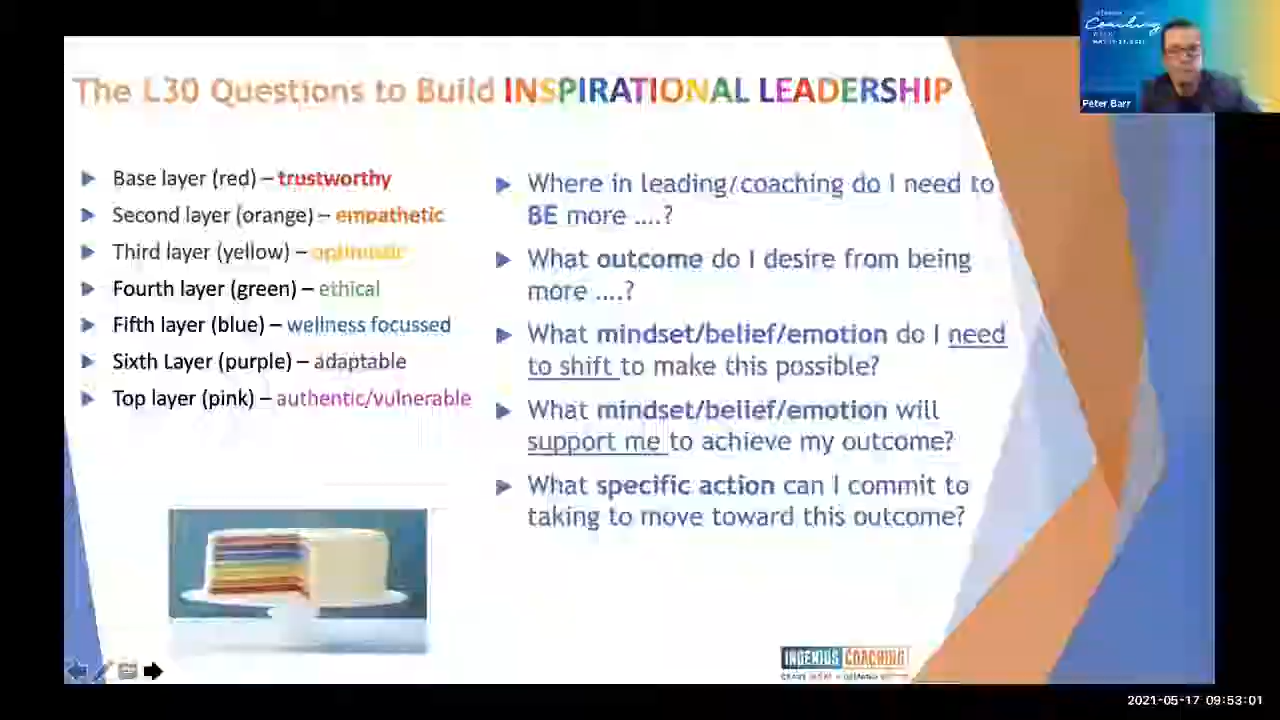 The L30 Questions to Build INSPIRATIONAL LEADERSHIP
Base layer (red) – trustworthy
Second layer (orange) – empathetic
Third layer (yellow) – optimistic
Fourth layer (green) – ethical
Fifth layer (blue) – wellness focussed
Sixth Layer (purple) – adaptable
Top layer (pink) – authentic/vulnerable
Where in leading/coaching do I need to
BE more ....?
What outcome do I desire from being
more ....?
What mindset/belief/emotion do I need
to shift to make this possible?
What mindset/belief/emotion will
support me to achieve my outcome?
What specific action can I commit to
taking to move toward this outcome?
INGENIUS COACHING
Coaching
Peter Barr
2021-05-17 09:53:01